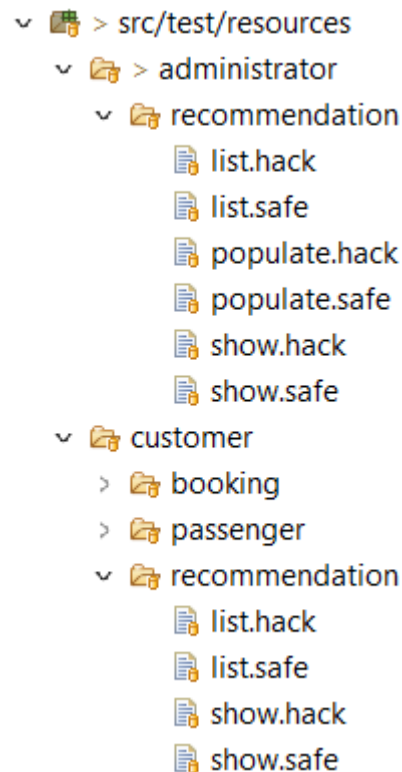 > src/test/resources
> administrator
recommendation
list.hack
list.safe
populate.hack
populate.safe
show.hack
show.safe
customer
booking
passenger
recommendation
list.hack
list.safe
show.hack
show.safe